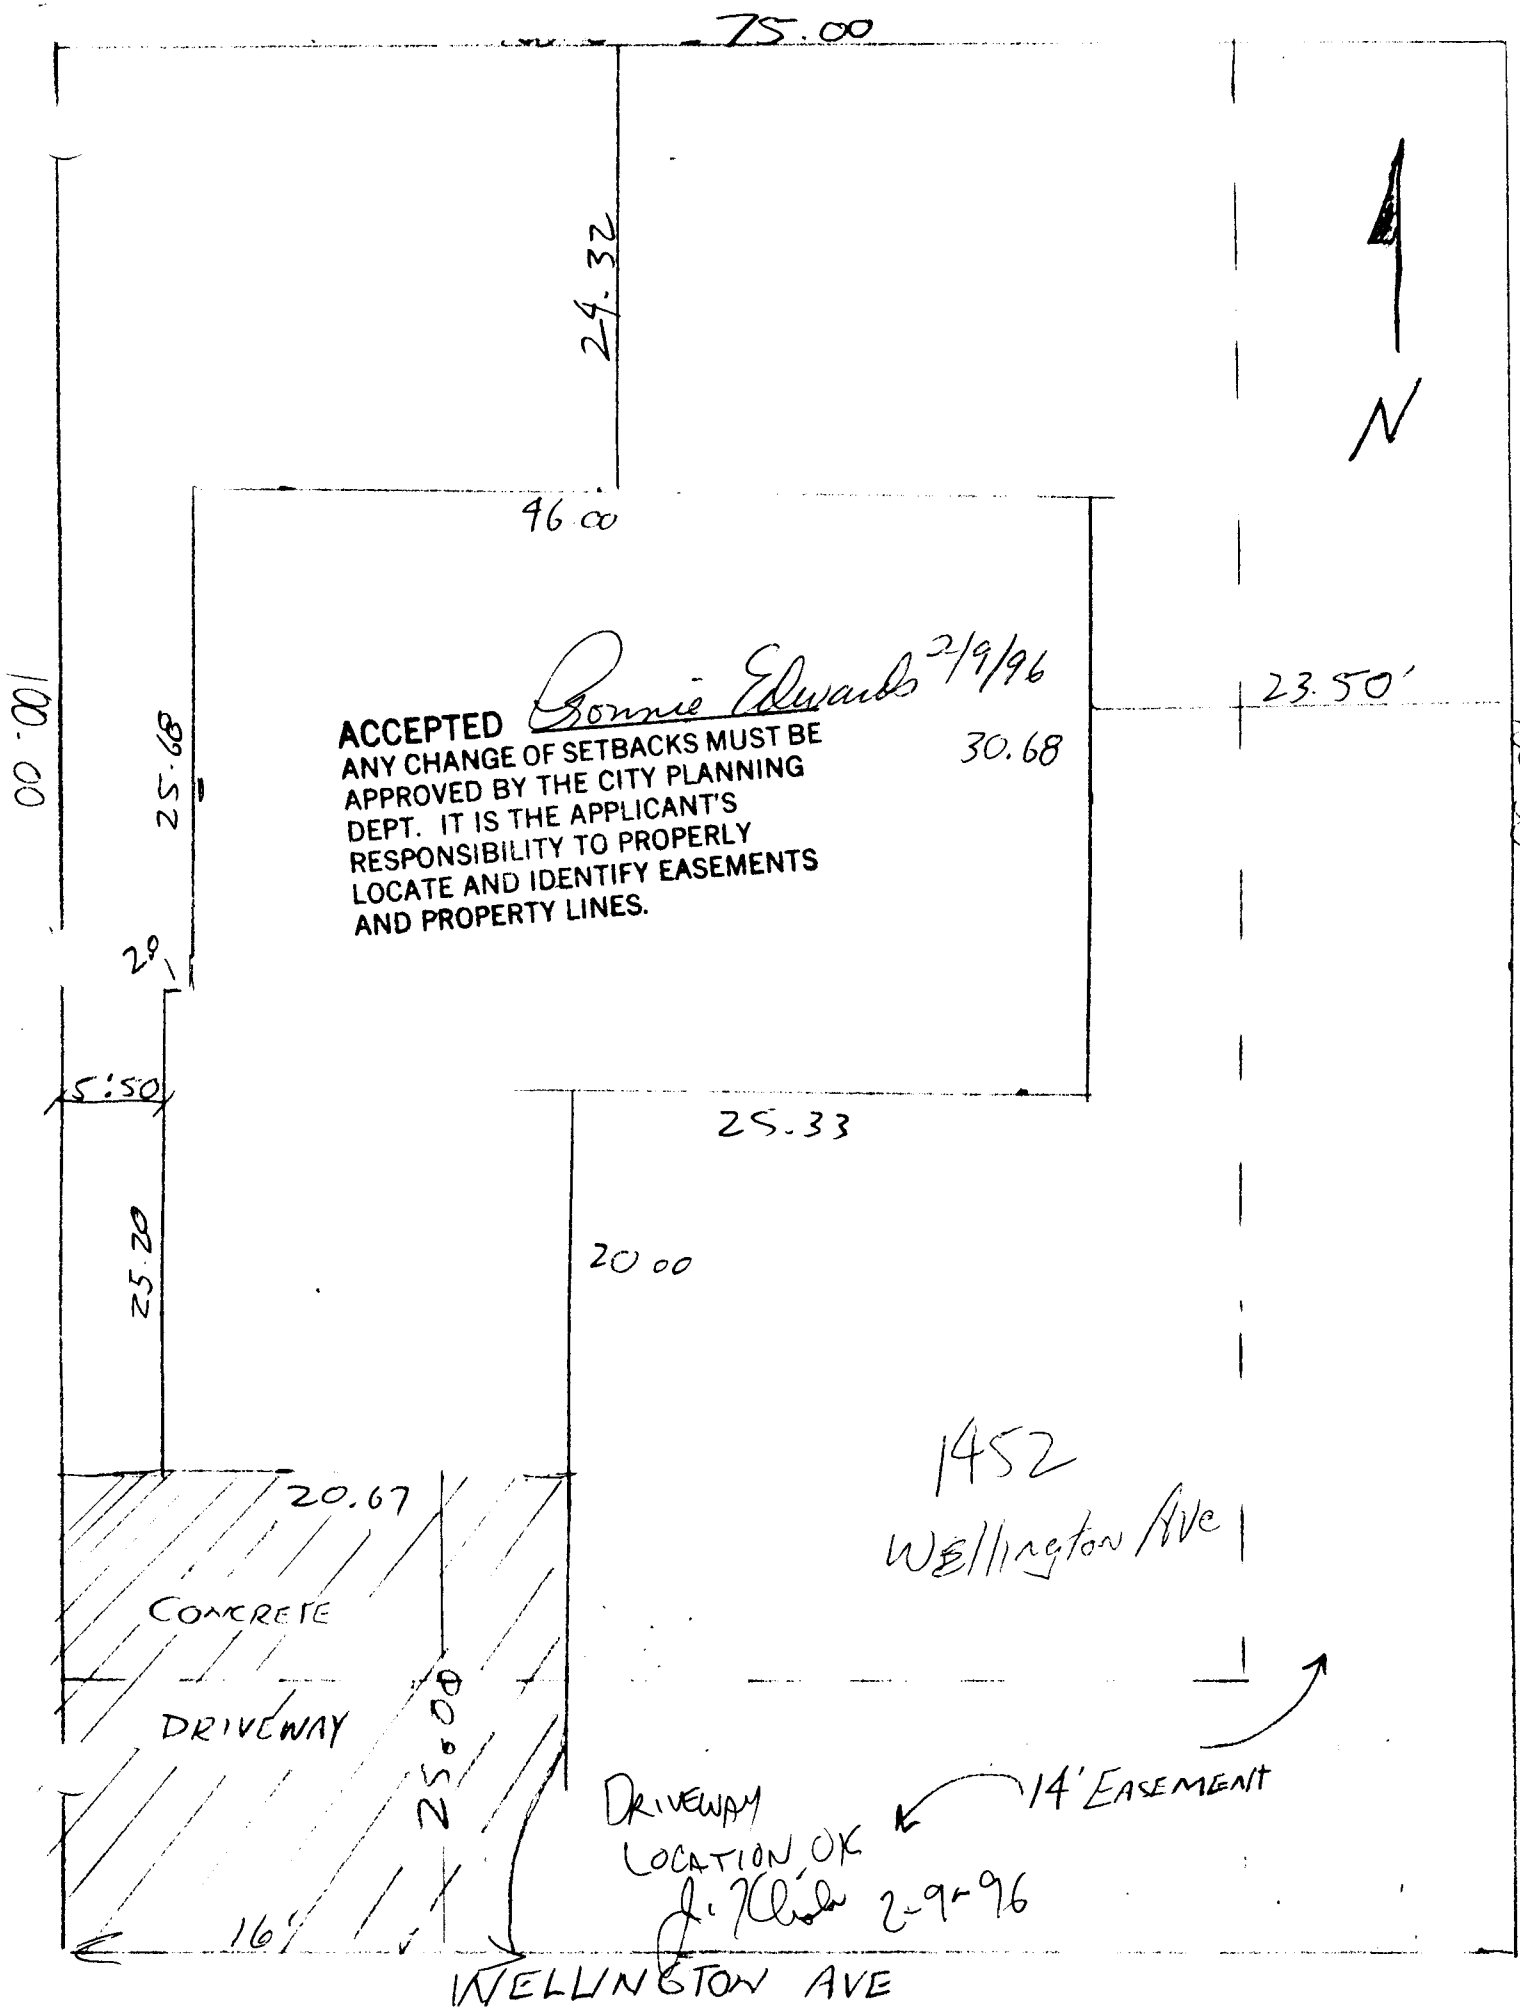 75.00
24.32
N
46.00
Ronnie Edwards 2/9/96
ACCEPTED
ANY CHANGE OF SETBACKS MUST BE
APPROVED BY THE CITY PLANNING
DEPT. IT IS THE APPLICANT'S
RESPONSIBILITY TO PROPERLY
LOCATE AND IDENTIFY EASEMENTS
AND PROPERTY LINES.
23.50'
30.68
100.00
25.68
5.50
25.33
25.20
20.00
1452
Wellington Ave
20.67
CONCRETE
DRIVEWAY
25.00
14' EASEMENT
DRIVEWAY
LOCATION OK
2-9-96
16'
WELLINGTON AVE